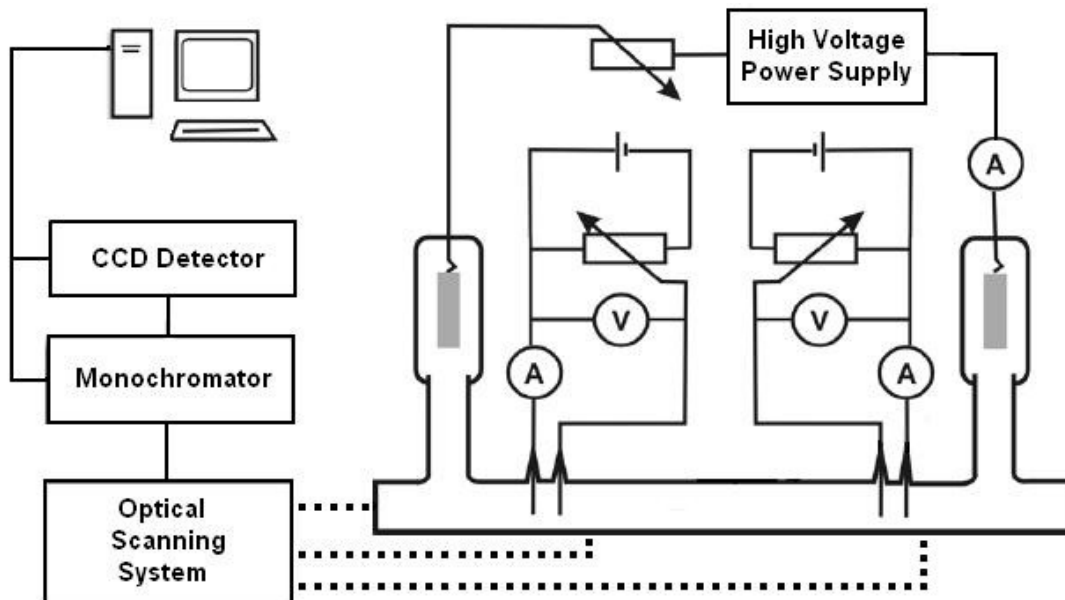 High Voltage
Power Supply
A
CCD Detector
V
V
Monochromator
A
A
Optical
Scanning
System